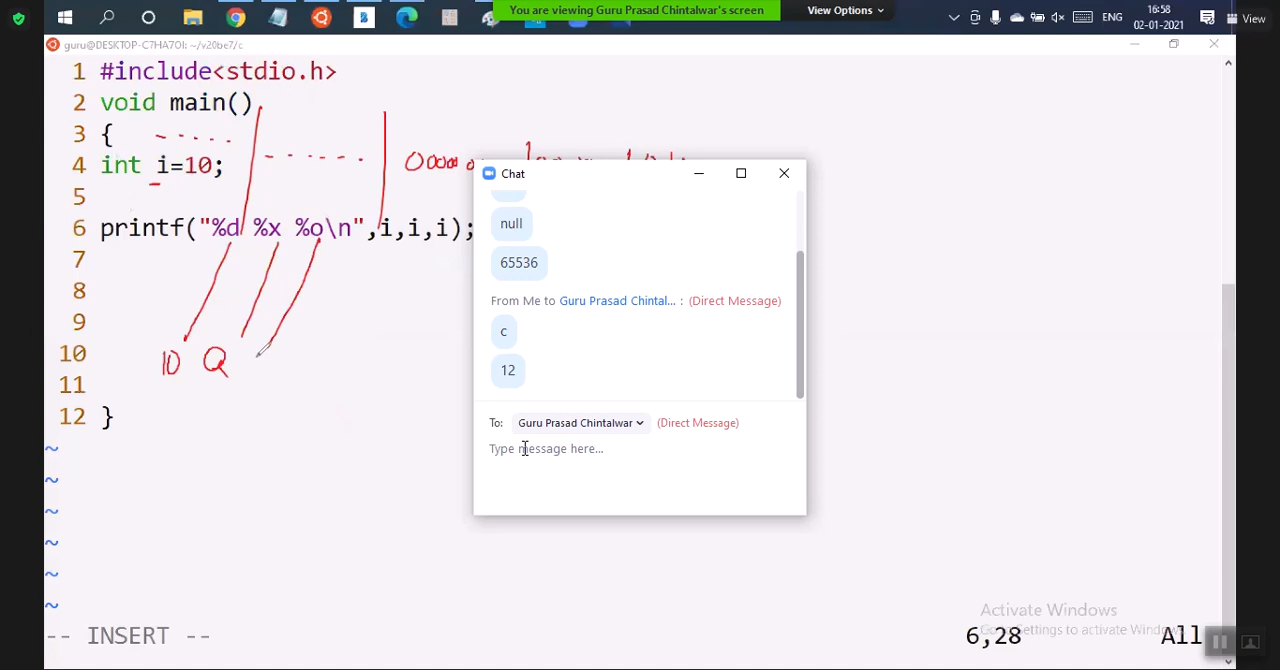 You are viewing Guru Prasad Chintalwar's screen
View Options
ENG
16:58
02-01-2021
View
guru@DESKTOP-C7HA7OI: ~/v20be7/c
1 #include<stdio.h>
2 void main()
3 {
4 int i=10;
5
6 printf("%d %x %o\n",i,i,i);
7
8
9
10
11
12 }
~
~
~
~
~
~
10
Chat
null
65536
From Me to Guru Prasad Chintal... : (Direct Message)
c
12
To: Guru Prasad Chintalwar (Direct Message)
Type message here...
Activate Windows
Go to Settings to activate Windows.
-- INSERT --
6,28
All